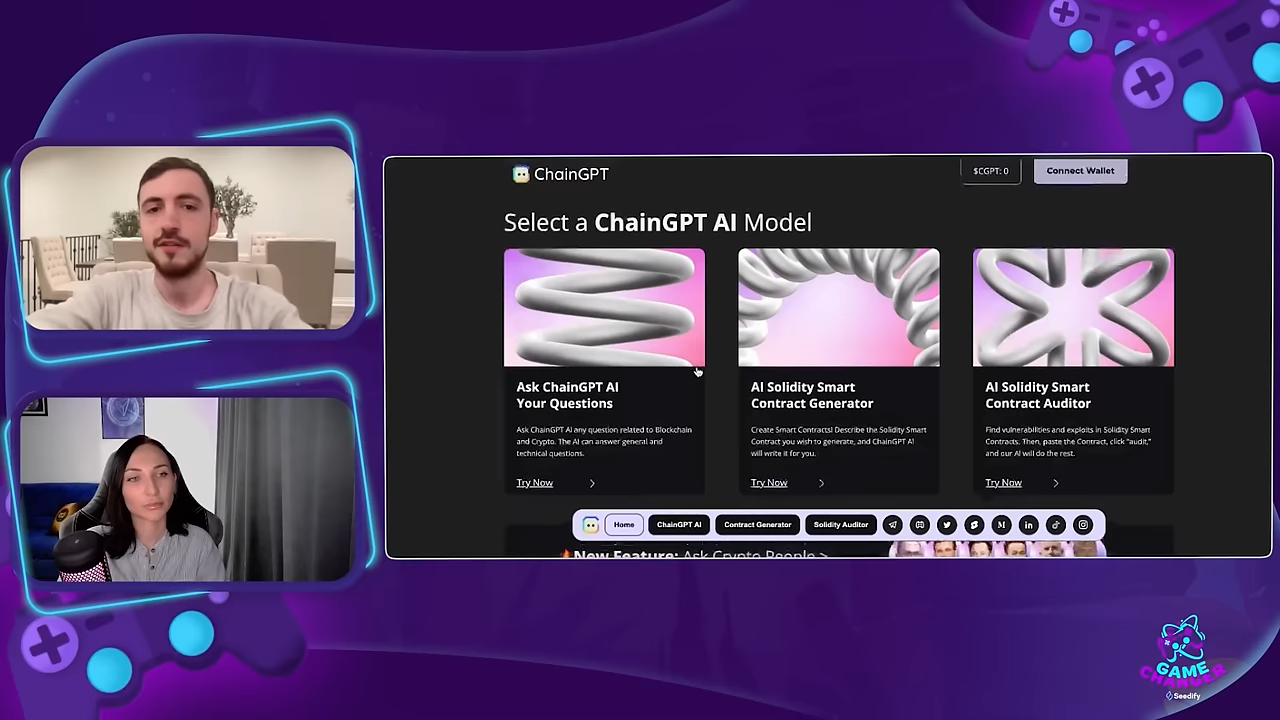 ChainGPT
$CGPT: 0
Connect Wallet
Select a ChainGPT AI Model
Ask ChainGPT AI
Your Questions
Ask ChainGPT AI any question related to Blockchain
and Crypto. The AI can answer general and
technical questions.
Try Now
AI Solidity Smart
Contract Generator
Create Smart Contracts! Describe the Solidity Smart
Contract you wish to generate, and ChainGPT AI
will write it for you.
Try Now
AI Solidity Smart
Contract Auditor
Find vulnerabilities and exploits in Solidity Smart
Contracts. Then, paste the Contract, click "audit,"
and our AI will do the rest.
Try Now
Home
ChainGPT AI
Contract Generator
Solidity Auditor
New Feature: Ask Crypto People >
GAME
CHANGER
Seedify